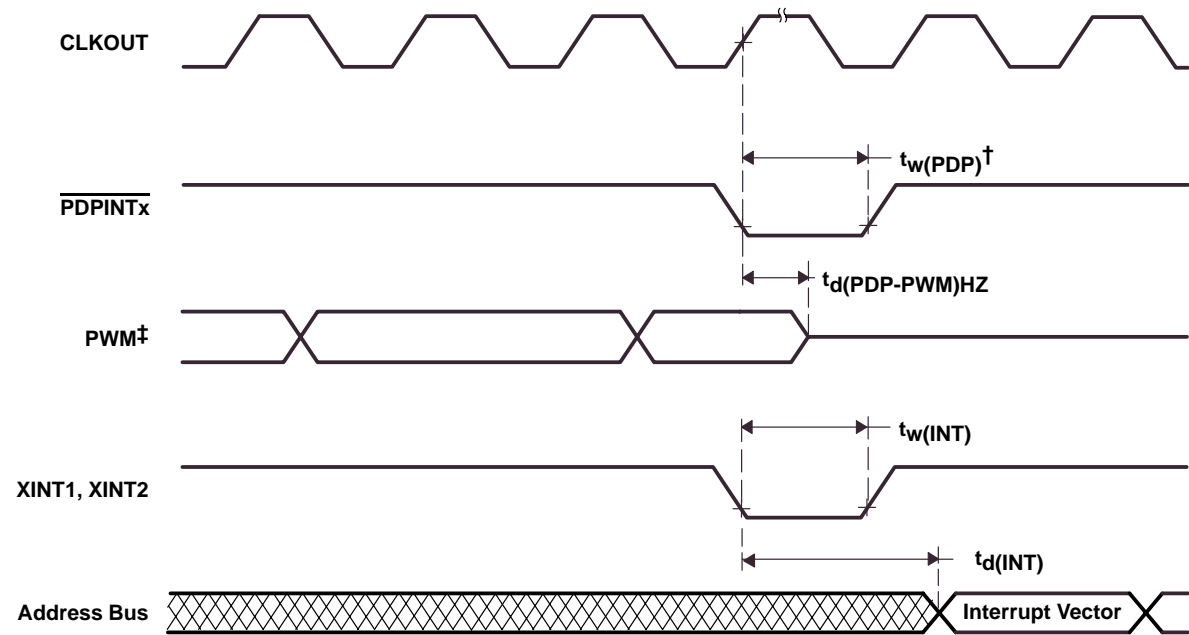 CLKOUT
tw(PDP)†
PDPINTx
td(PDP-PWM)HZ
PWM‡
tw(INT)
XINT1, XINT2
td(INT)
Address Bus
Interrupt Vector